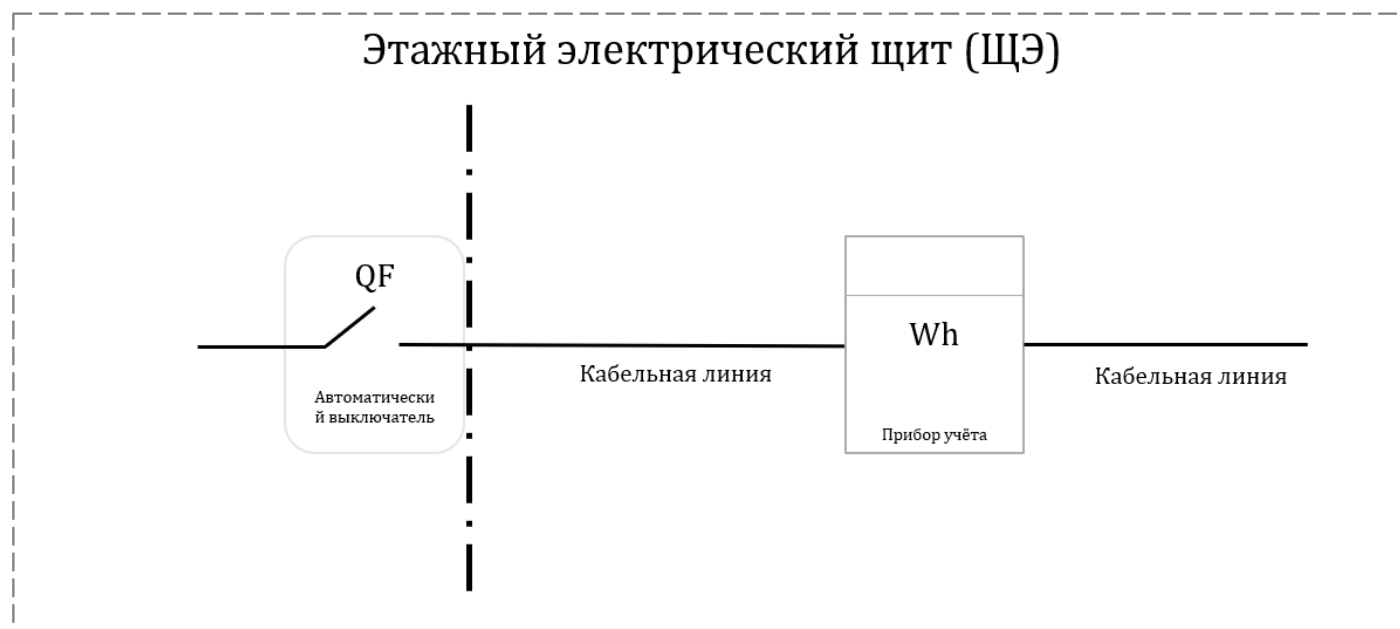 Этажный электрический щит (ЩЭ)
QF
Автоматически
й выключатель
Кабельная линия
Wh
Прибор учёта
Кабельная линия